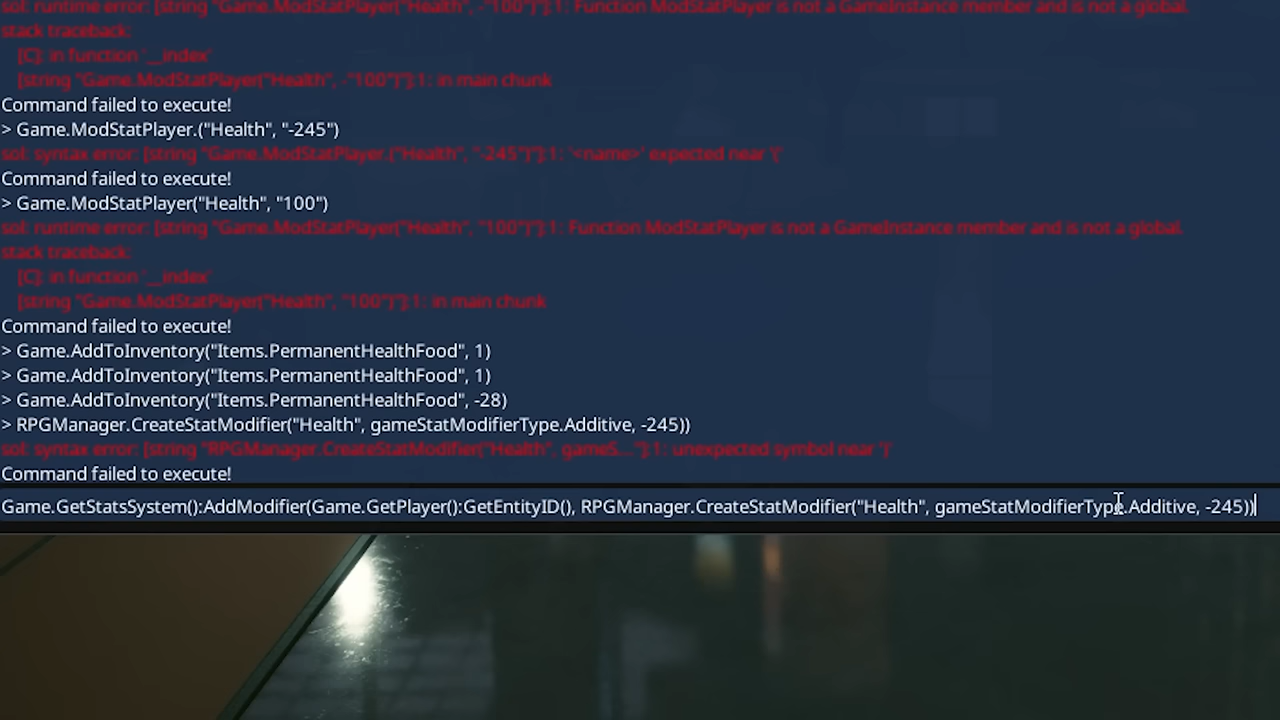 sol: runtime error: [string "Game.ModStatPlayer("Health", -"100")"]:1: Function ModStatPlayer is not a GameInstance member and is not a global.
stack traceback:
[C]: in function '__index'
[string "Game.ModStatPlayer("Health", -"100")"]:1: in main chunk
Command failed to execute!
> Game.ModStatPlayer.("Health", "-245")
sol: syntax error: [string "Game.ModStatPlayer.("Health", "-245")"]:1: '<name>' expected near '('
Command failed to execute!
> Game.ModStatPlayer("Health", "100")
sol: runtime error: [string "Game.ModStatPlayer("Health", "100")"]:1: Function ModStatPlayer is not a GameInstance member and is not a global.
stack traceback:
[C]: in function '__index'
[string "Game.ModStatPlayer("Health", "100")"]:1: in main chunk
Command failed to execute!
> Game.AddToInventory("Items.PermanentHealthFood", 1)
> Game.AddToInventory("Items.PermanentHealthFood", 1)
> Game.AddToInventory("Items.PermanentHealthFood", -28)
> RPGManager.CreateStatModifier("Health", gameStatModifierType.Additive, -245))
sol: syntax error: [string "RPGManager.CreateStatModifier("Health", gameS..."]:1: unexpected symbol near ')'
Command failed to execute!
Game.GetStatsSystem():AddModifier(Game.GetPlayer():GetEntityID(), RPGManager.CreateStatModifier("Health", gameStatModifierType.Additive, -245))